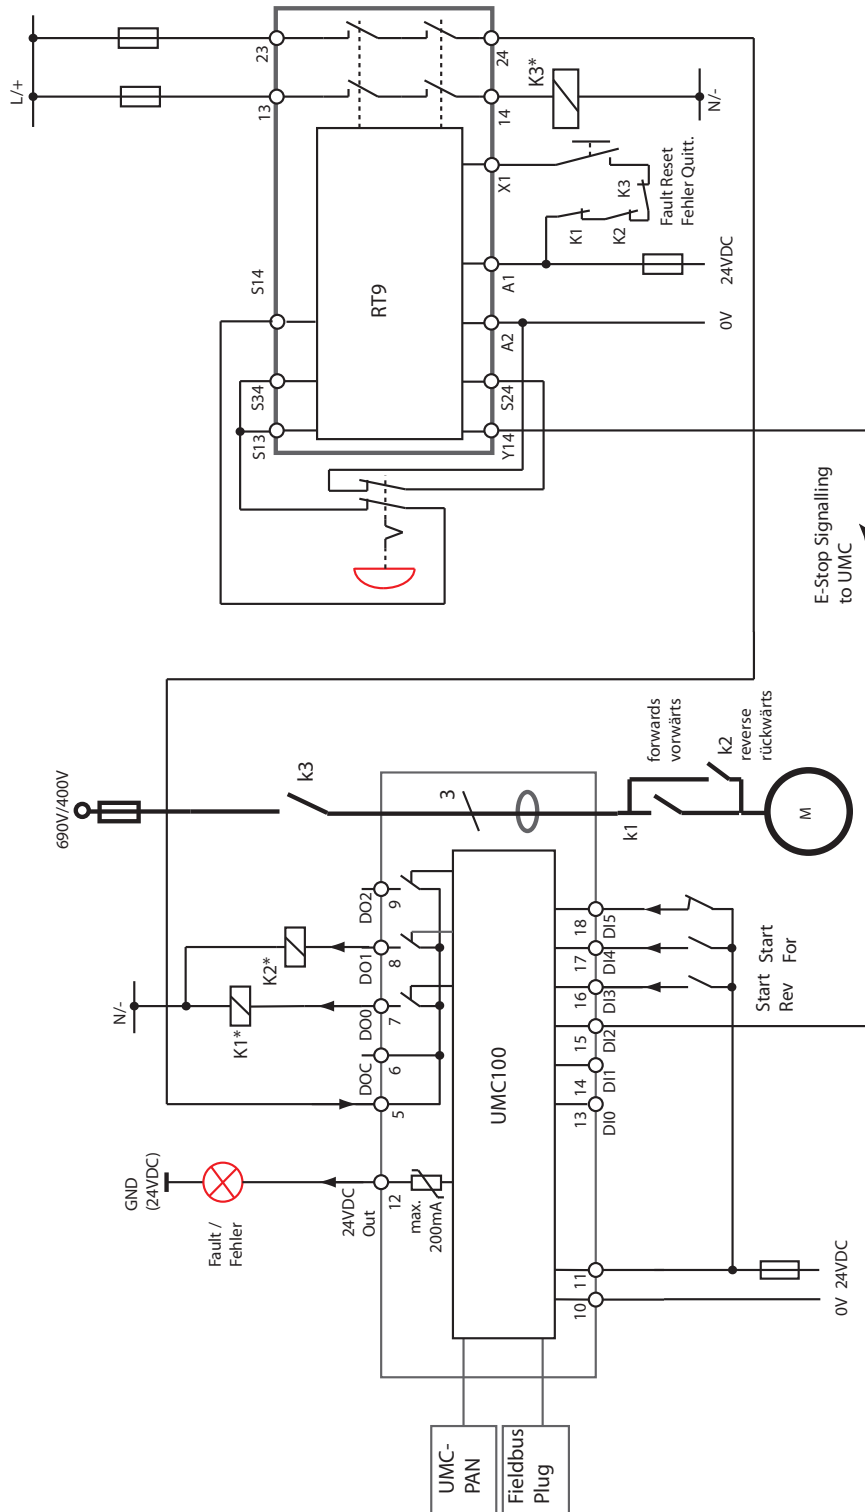 L/+
23
13
24
14
K3*
N/-
X1
K3
K1
K2
Fault Reset
Fehler Quitt.
S14
RT9
A1
24VDC
A2
0V
S34
S24
S13
Y14
E-Stop Signalling
to UMC
690V/400V
k3
3
k1
forwards
vorwärts
k2
reverse
rückwärts
M
N/-
K2*
K1*
DO2
9
DO1
8
DO0
7
DOC
6
5
UMC100
18
DI5
17
DI4
16
DI3
15
DI2
14
DI1
13
DI0
Start
For
Start
Rev
GND
(24VDC)
Fault /
Fehler
24VDC
Out
12
max.
200mA
11
10
24VDC
0V
UMC-
PAN
Fieldbus
Plug